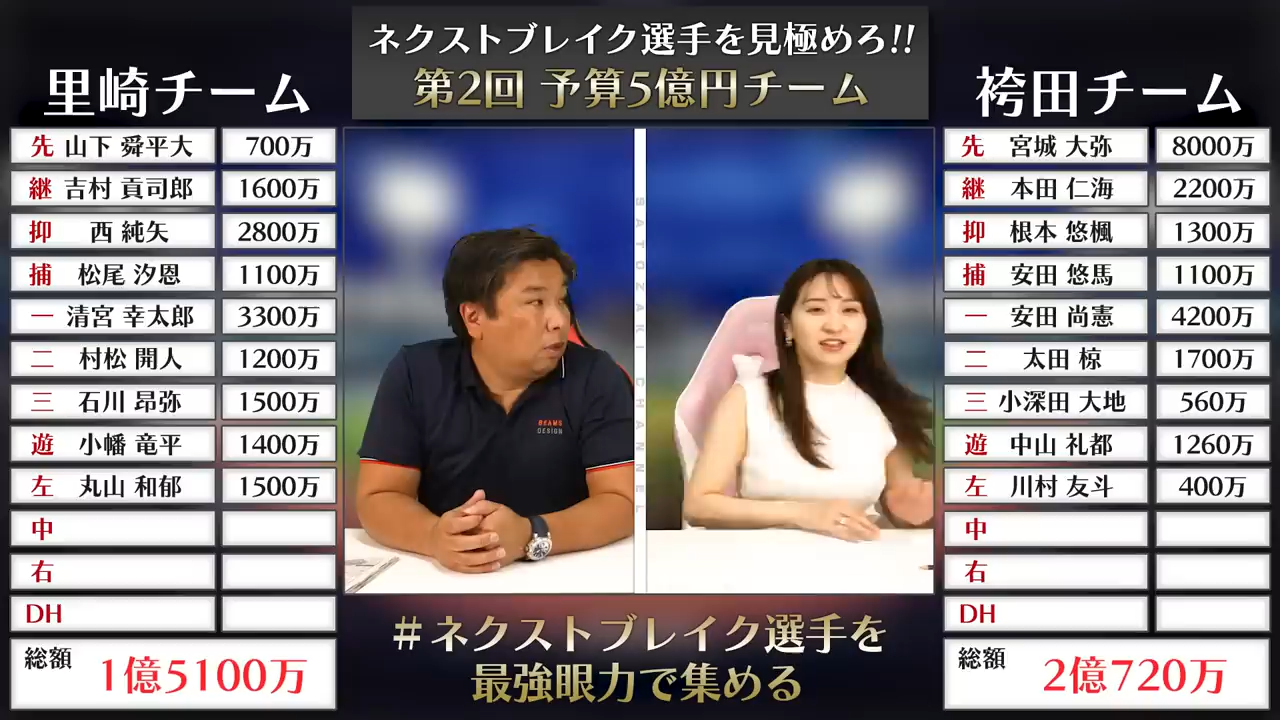 ネクストブレイク選手を見極めろ!!
第2回 予算5億円チーム
里崎チーム
先 山下 舜平大 700万
継 吉村 貢司郎 1600万
抑 西 純矢 2800万
捕 松尾 汐恩 1100万
一 清宮 幸太郎 3300万
二 村松 開人 1200万
三 石川 昂弥 1500万
遊 小幡 竜平 1400万
左 丸山 和郁 1500万
中
右
DH
総額 1億5100万
SATOZAKI CHANNEL
BEAMS
DESIGN
袴田チーム
先 宮城 大弥 8000万
継 本田 仁海 2200万
抑 根本 悠楓 1300万
捕 安田 悠馬 1100万
一 安田 尚憲 4200万
二 太田 椋 1700万
三 小深田 大地 560万
遊 中山 礼都 1260万
左 川村 友斗 400万
中
右
DH
総額 2億720万
#ネクストブレイク選手を
最強眼力で集める